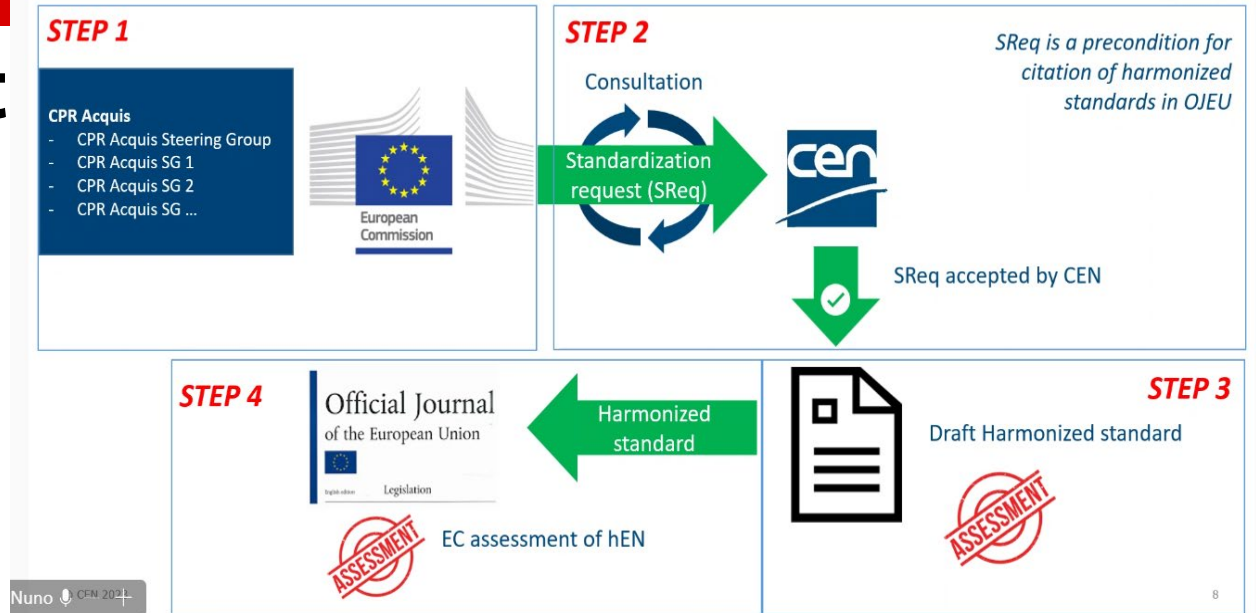 STEP 1
CPR Acquis
- CPR Acquis Steering Group
- CPR Acquis SG 1
- CPR Acquis SG 2
- CPR Acquis SG ...
European
Commission
STEP 2
Consultation
Standardization
request (SReq)
SReq is a precondition for
citation of harmonized
standards in OJEU
cen
SReq accepted by CEN
STEP 3
Draft Harmonized standard
ASSESSMENT
STEP 4
Official Journal
of the European Union
English edition
Legislation
Harmonized
standard
ASSESSMENT
EC assessment of hEN
Nuno
CEN
8